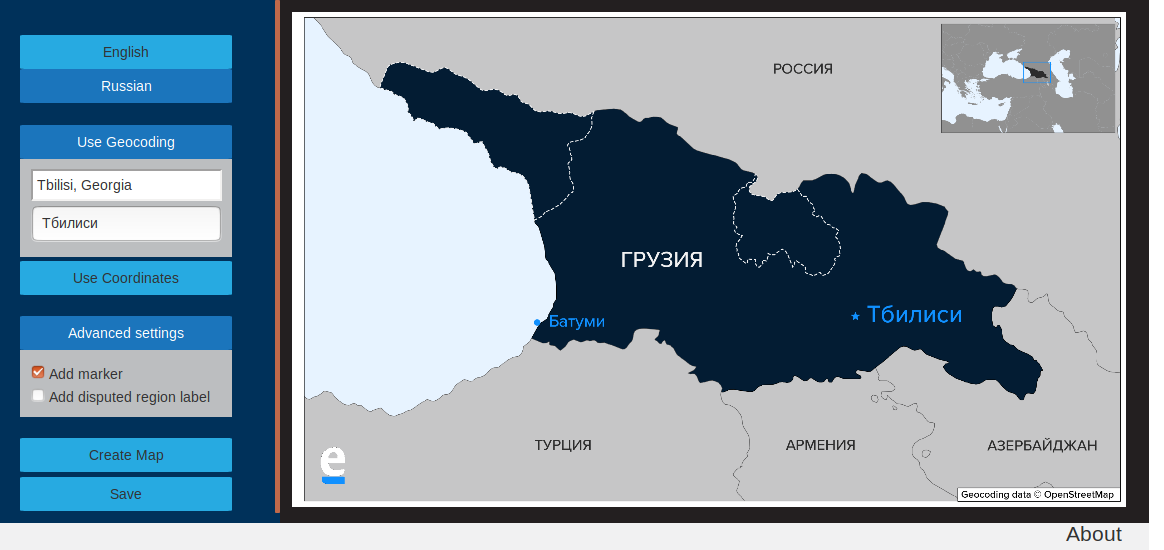 English
Russian
Use Geocoding
Tbilisi, Georgia
Тбилиси
Use Coordinates
Advanced settings
Add marker
Add disputed region label
Create Map
Save
РОССИЯ
ГРУЗИЯ
Тбилиси
Батуми
ТУРЦИЯ
АРМЕНИЯ
АЗЕРБАЙДЖАН
e
Geocoding data © OpenStreetMap
About